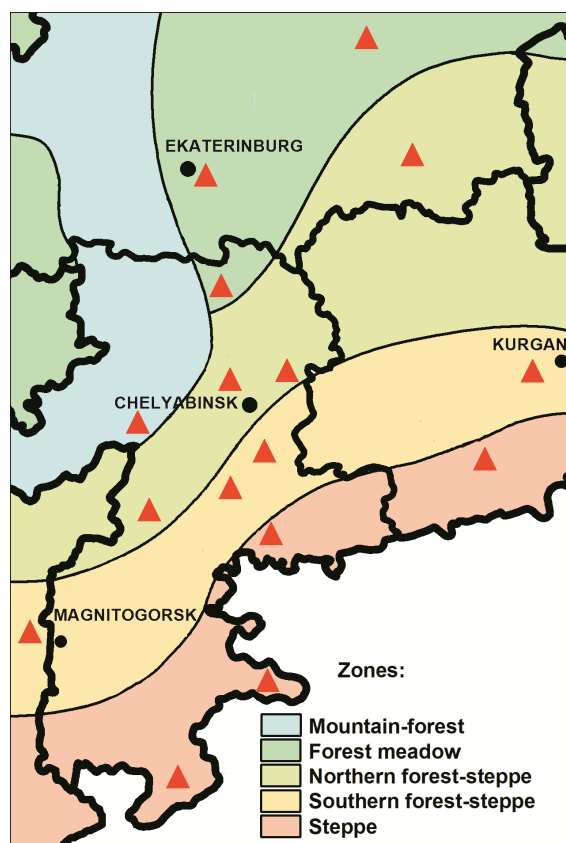 EKATERINBURG
KURGAN
CHELYABINSK
MAGNITOGORSK
Zones:
Mountain-forest
Forest meadow
Northern forest-steppe
Southern forest-steppe
Steppe